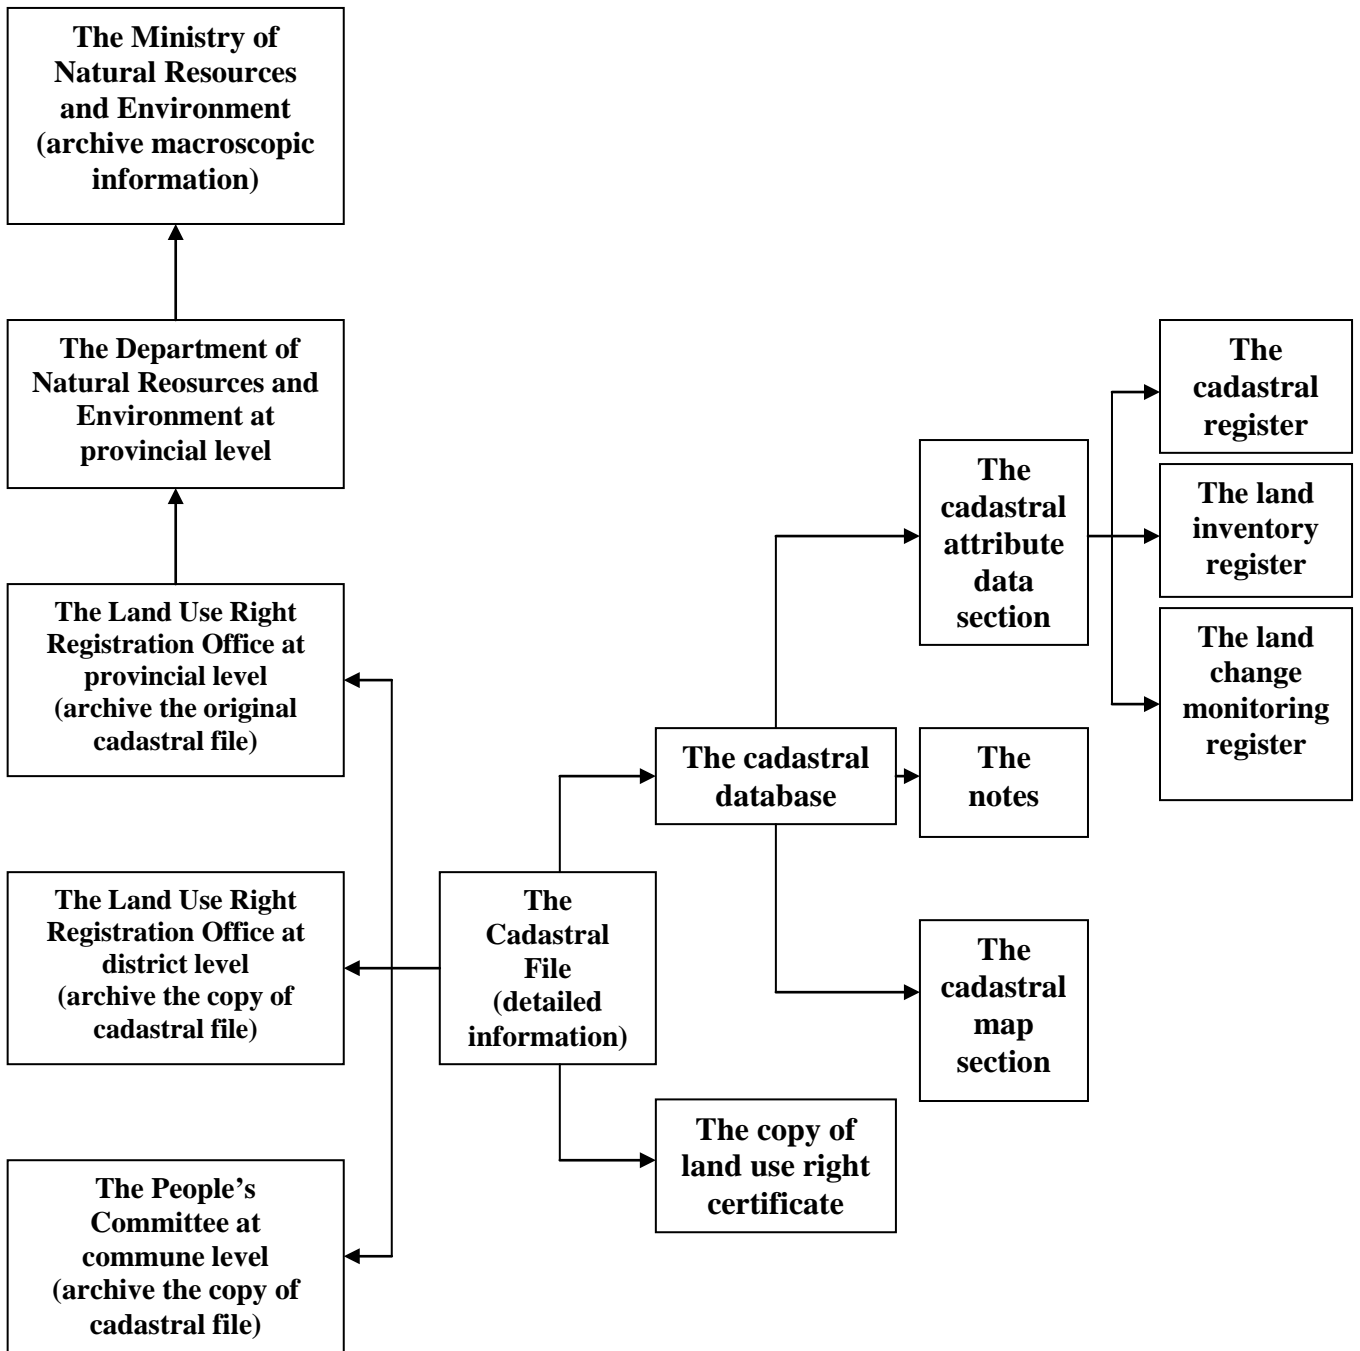 The Ministry of
Natural Resources
and Environment
(archive macroscopic
information)
The Department of
Natural Reosurces and
Environment at
provincial level
The Land Use Right
Registration Office at
provincial level
(archive the original
cadastral file)
The Land Use Right
Registration Office at
district level
(archive the copy of
cadastral file)
The People’s
Committee at
commune level
(archive the copy of
cadastral file)
The
Cadastral
File
(detailed
information)
The cadastral
database
The copy of
land use right
certificate
The
cadastral
attribute
data
section
The
notes
The
cadastral
map
section
The
cadastral
register
The land
inventory
register
The land
change
monitoring
register